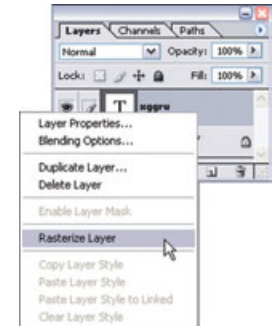 Layers Channels Paths
Normal Opacity: 100%
Lock: Fill: 100%
T uggru
Layer Properties...
Blending Options...
Duplicate Layer...
Delete Layer
Enable Layer Mask
Rasterize Layer
Copy Layer Style
Paste Layer Style
Paste Layer Style to Linked
Clear Layer Style